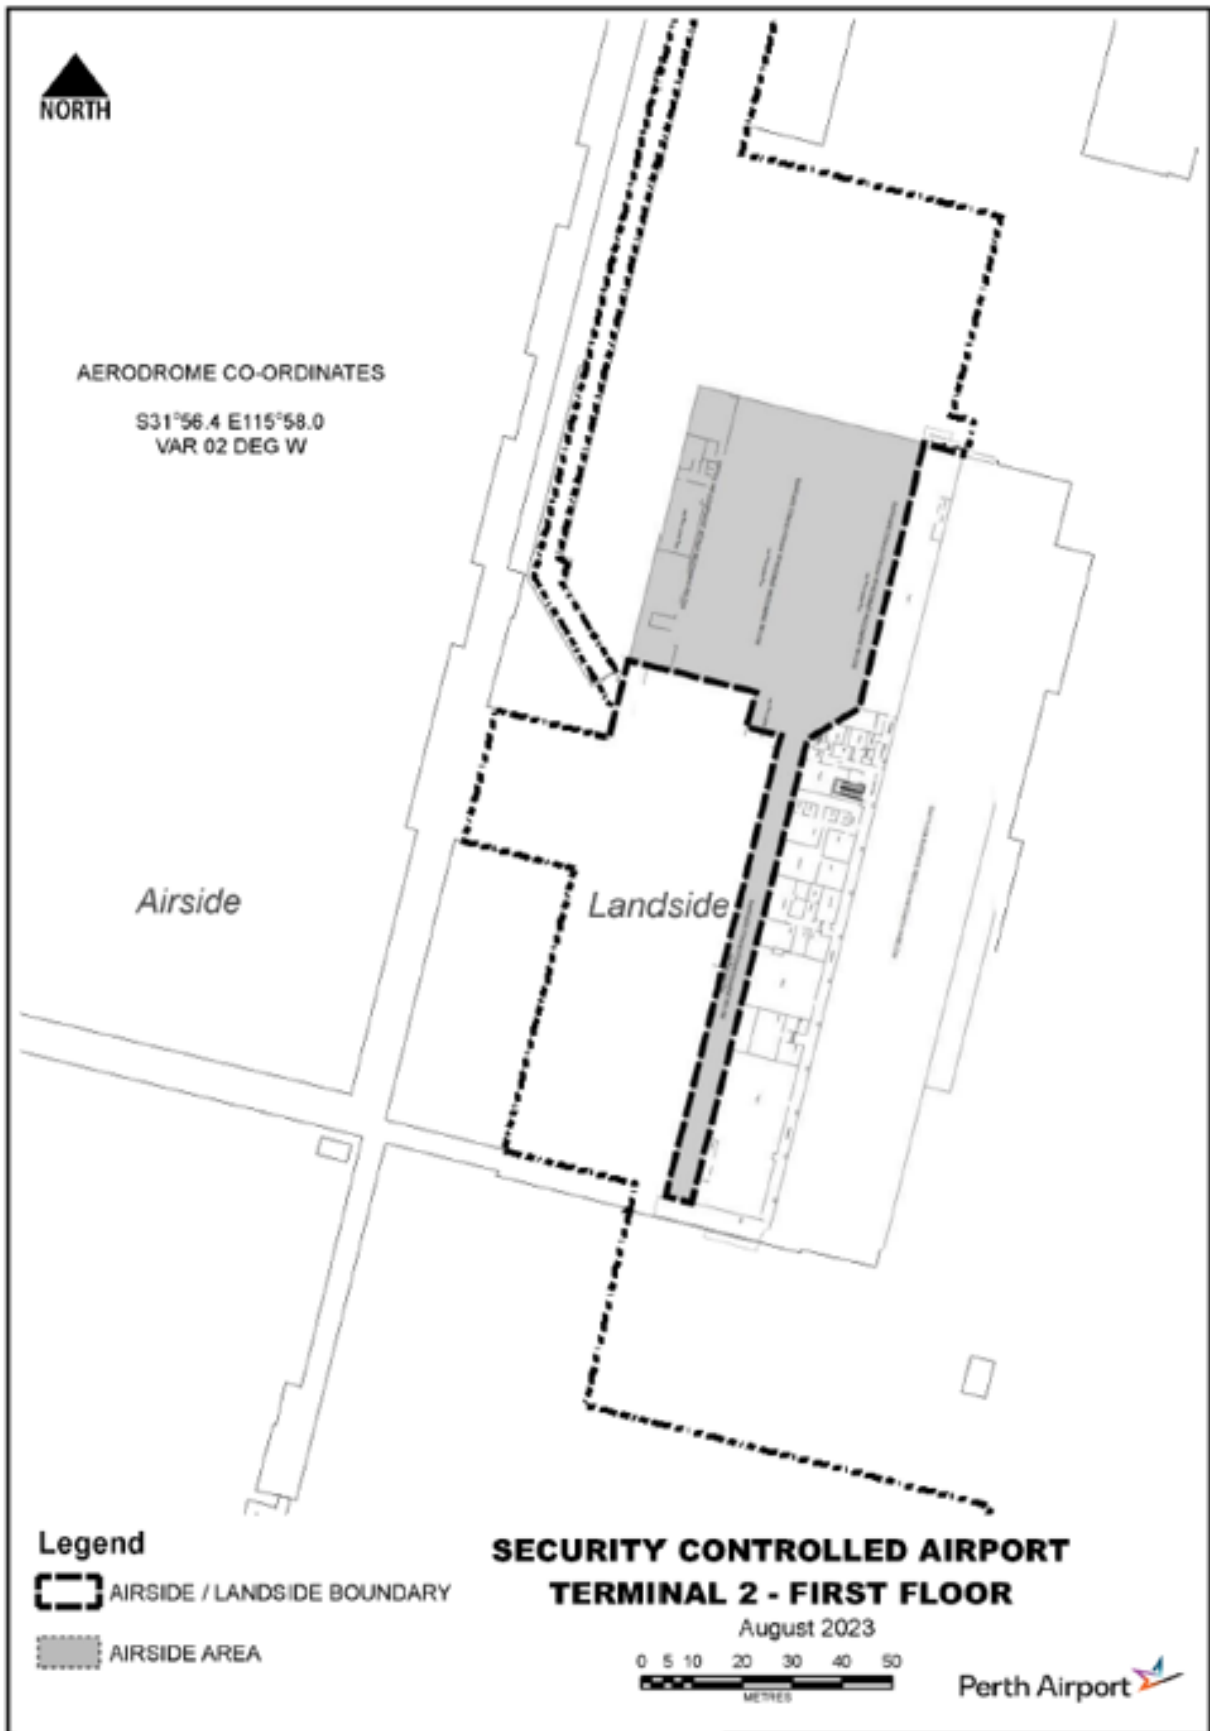 NORTH
AERODROME CO-ORDINATES
S31°56.4 E115°58.0
VAR 02 DEG W
Airside
Landside
Legend
AIRSIDE / LANDSIDE BOUNDARY
AIRSIDE AREA
SECURITY CONTROLLED AIRPORT
TERMINAL 2 - FIRST FLOOR
August 2023
0 5 10 20 30 40 50
METRES
Perth Airport